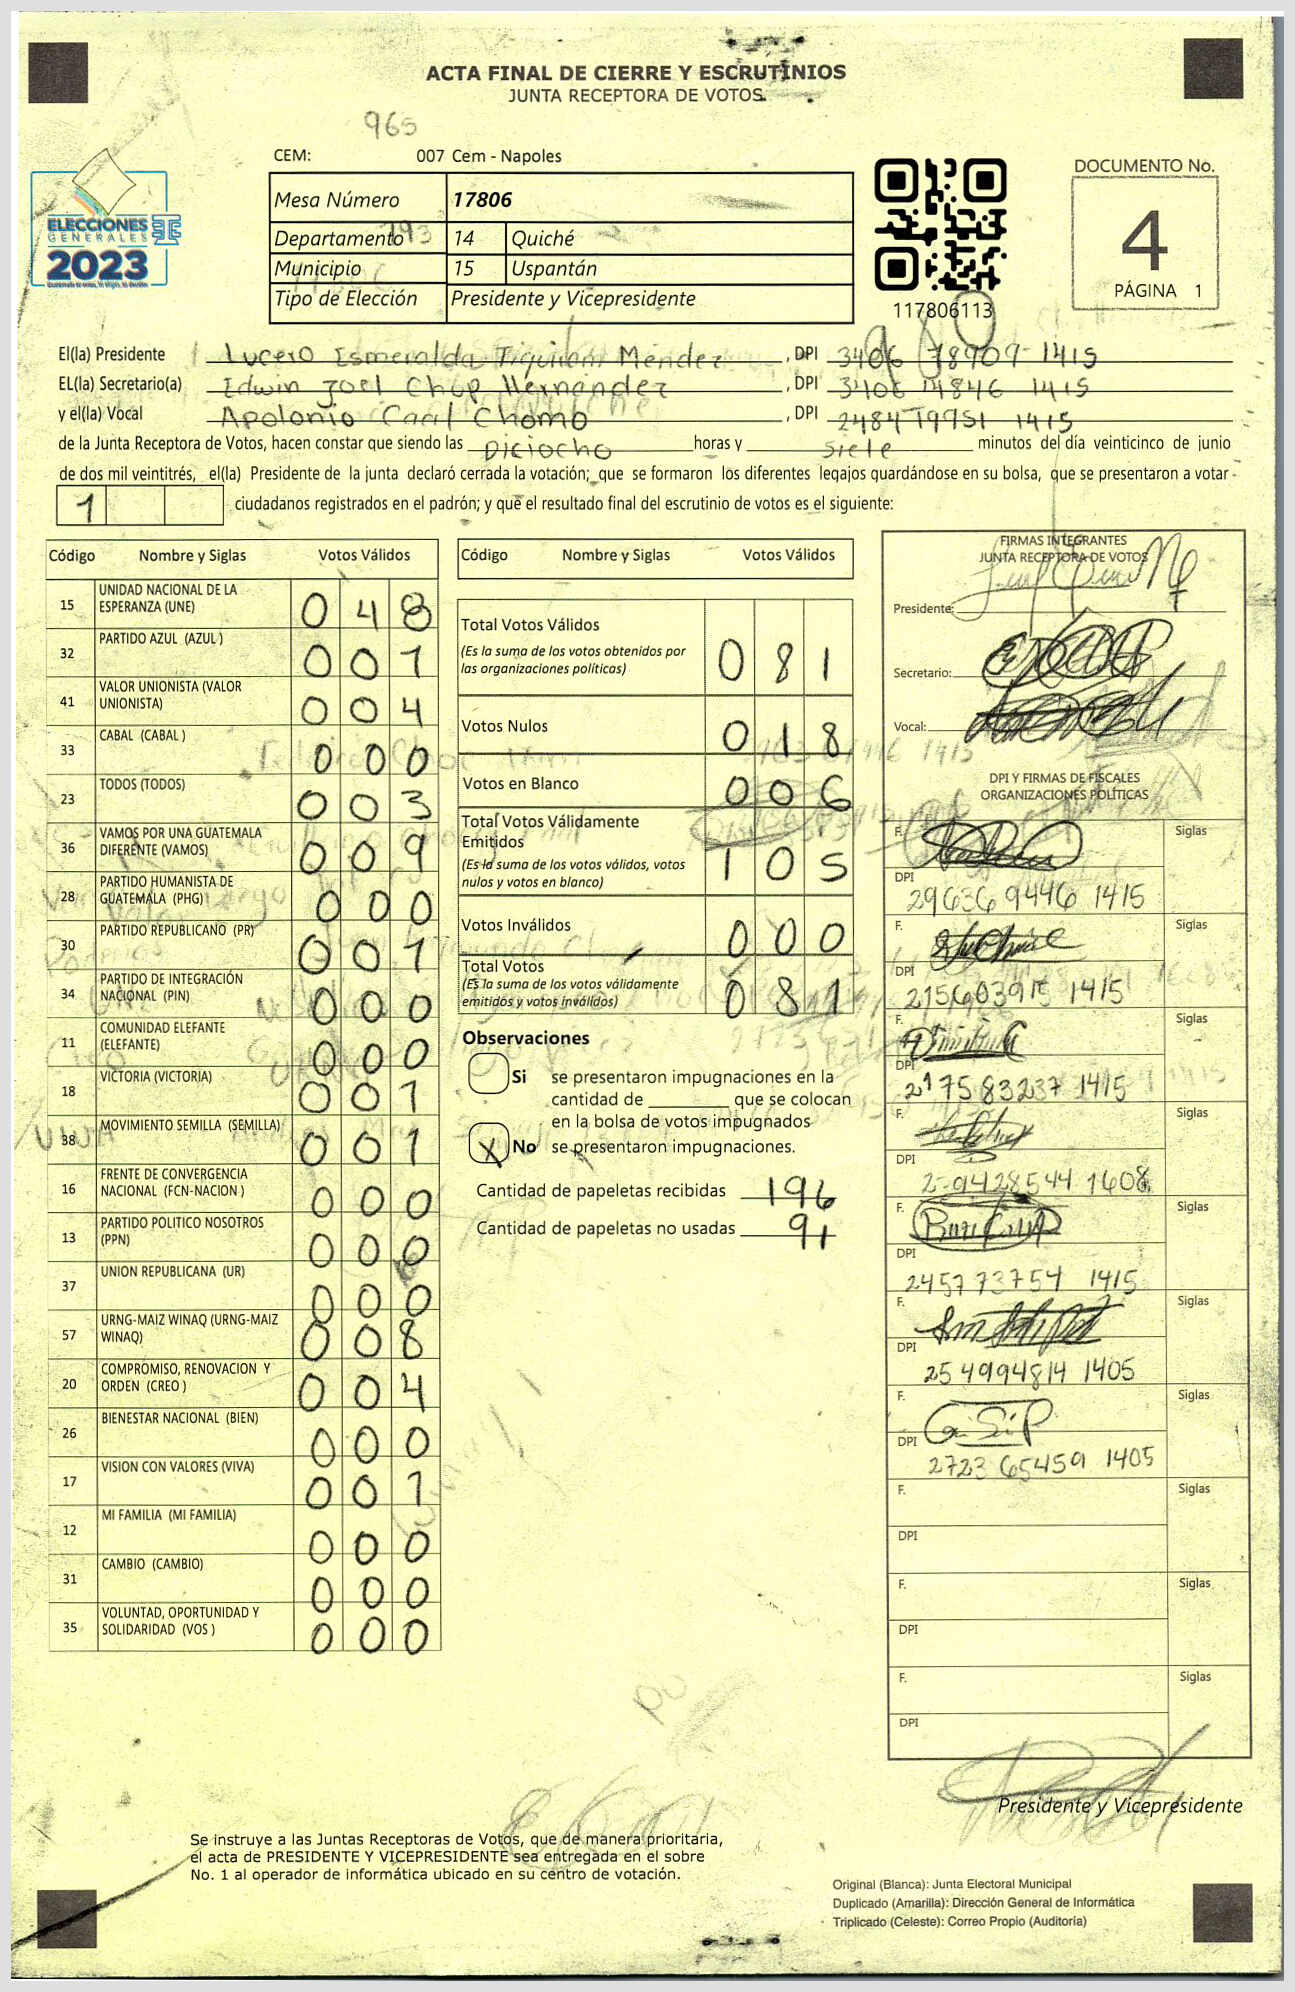 ACTA FINAL DE CIERRE Y ESCRUTINIOS
JUNTA RECEPTORA DE VOTOS
965
CEM: 007 Cem - Napoles
Mesa Número 17806
Departamento 14 Quiché
Municipio 15 Uspantán
Tipo de Elección Presidente y Vicepresidente
ELECCIONES
GENERALES
2023
117806113
DOCUMENTO No.
4
PÁGINA 1
El(la) Presidente Lucero Esmeralda Tiquiram Méndez, DPI 3406 78909 1415
EL(la) Secretario(a) Edwin Joel Chop Hernández, DPI 3406 14846 1415
y el(la) Vocal Apolonio Caal Chomo, DPI 2484 19951 1415
de la Junta Receptora de Votos, hacen constar que siendo las Diciocho horas y siete minutos del día veinticinco de junio
de dos mil veintitrés, el(la) Presidente de la junta declaró cerrada la votación; que se formaron los diferentes legajos guardándose en su bolsa, que se presentaron a votar
1 ciudadanos registrados en el padrón; y que el resultado final del escrutinio de votos es el siguiente:
Código Nombre y Siglas Votos Válidos
15 UNIDAD NACIONAL DE LA ESPERANZA (UNE) 0 4 8
32 PARTIDO AZUL (AZUL ) 0 0 1
41 VALOR UNIONISTA (VALOR UNIONISTA) 0 0 4
33 CABAL (CABAL ) 0 0 0
23 TODOS (TODOS) 0 0 3
36 VAMOS POR UNA GUATEMALA DIFERENTE (VAMOS) 0 0 9
28 PARTIDO HUMANISTA DE GUATEMALA (PHG) 0 0 0
30 PARTIDO REPUBLICANO (PR) 0 0 1
34 PARTIDO DE INTEGRACIÓN NACIONAL (PIN) 0 0 0
11 COMUNIDAD ELEFANTE (ELEFANTE) 0 0 0
18 VICTORIA (VICTORIA) 0 0 1
38 MOVIMIENTO SEMILLA (SEMILLA) 0 0 1
16 FRENTE DE CONVERGENCIA NACIONAL (FCN-NACION ) 0 0 0
13 PARTIDO POLITICO NOSOTROS (PPN) 0 0 0
37 UNION REPUBLICANA (UR) 0 0 0
57 URNG-MAIZ WINAQ (URNG-MAIZ WINAQ) 0 0 8
20 COMPROMISO, RENOVACION Y ORDEN (CREO ) 0 0 4
26 BIENESTAR NACIONAL (BIEN) 0 0 0
17 VISION CON VALORES (VIVA) 0 0 1
12 MI FAMILIA (MI FAMILIA) 0 0 0
31 CAMBIO (CAMBIO) 0 0 0
35 VOLUNTAD, OPORTUNIDAD Y SOLIDARIDAD (VOS ) 0 0 0
Código Nombre y Siglas Votos Válidos
Total Votos Válidos 0 8 1
(Es la suma de los votos obtenidos por
las organizaciones políticas)
Votos Nulos 0 1 8
Votos en Blanco 0 0 6
Total Votos Válidamente
Emitidos 1 0 5
(Es la suma de los votos válidos, votos
nulos y votos en blanco)
Votos Inválidos 0 0 0
Total Votos 0 8 1
(Es la suma de los votos válidamente
emitidos y votos inválidos)
Observaciones
Si se presentaron impugnaciones en la
cantidad de que se colocan
en la bolsa de votos impugnados
X No se presentaron impugnaciones.
Cantidad de papeletas recibidas 196
Cantidad de papeletas no usadas 91
FIRMAS INTEGRANTES
JUNTA RECEPTORA DE VOTOS
Presidente:
Secretario:
Vocal:
DPI Y FIRMAS DE FISCALES
ORGANIZACIONES POLÍTICAS
F. Siglas
DPI 29636 9446 1415
F. Siglas
DPI 215603915 1415
F. Siglas
DPI 2175 83237 1415
F. Siglas
DPI 1608
F. Siglas
DPI 245773754 1415
F. Siglas
DPI 254994814 1405
F. Siglas
DPI 2723 65459 1405
F. Siglas
DPI
F. Siglas
DPI
F. Siglas
DPI
Presidente y Vicepresidente
Se instruye a las Juntas Receptoras de Votos, que de manera prioritaria,
el acta de PRESIDENTE Y VICEPRESIDENTE sea entregada en el sobre
No. 1 al operador de informática ubicado en su centro de votación.
Original (Blanca): Junta Electoral Municipal
Duplicado (Amarilla): Dirección General de Informática
Triplicado (Celeste): Correo Propio (Auditoría)